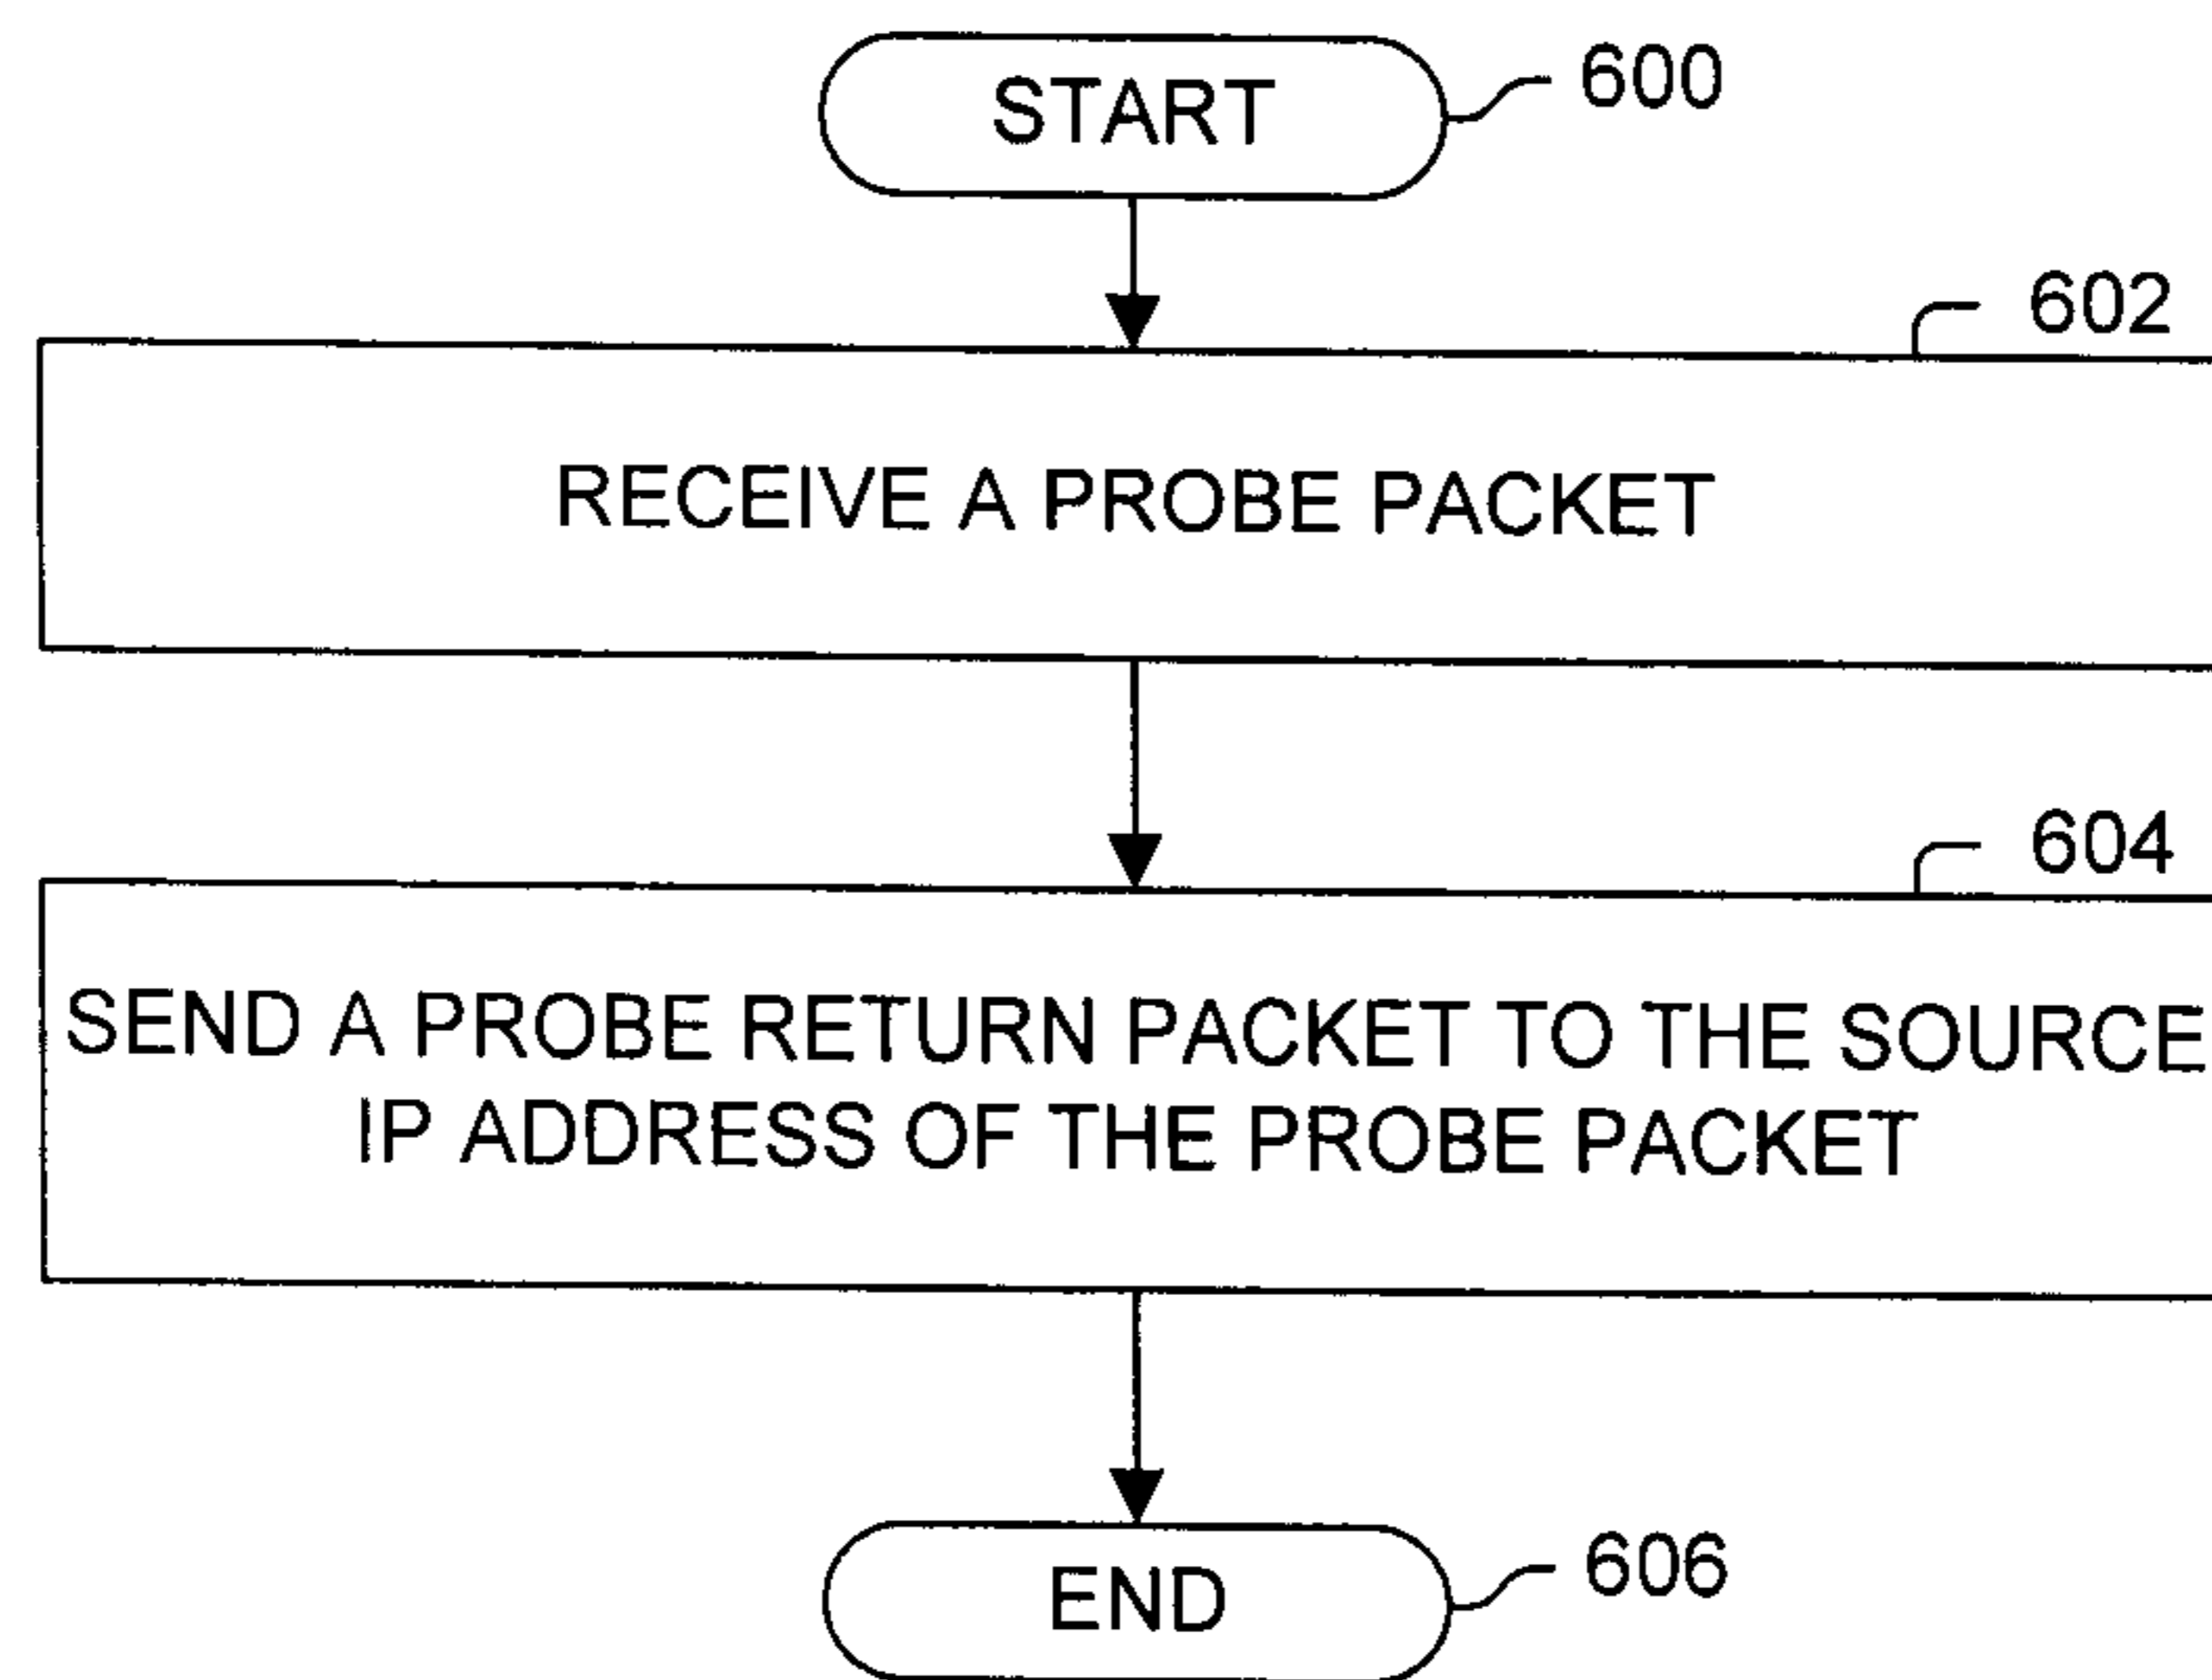 START
600
602
RECEIVE A PROBE PACKET
604
SEND A PROBE RETURN PACKET TO THE SOURCE
IP ADDRESS OF THE PROBE PACKET
END
606